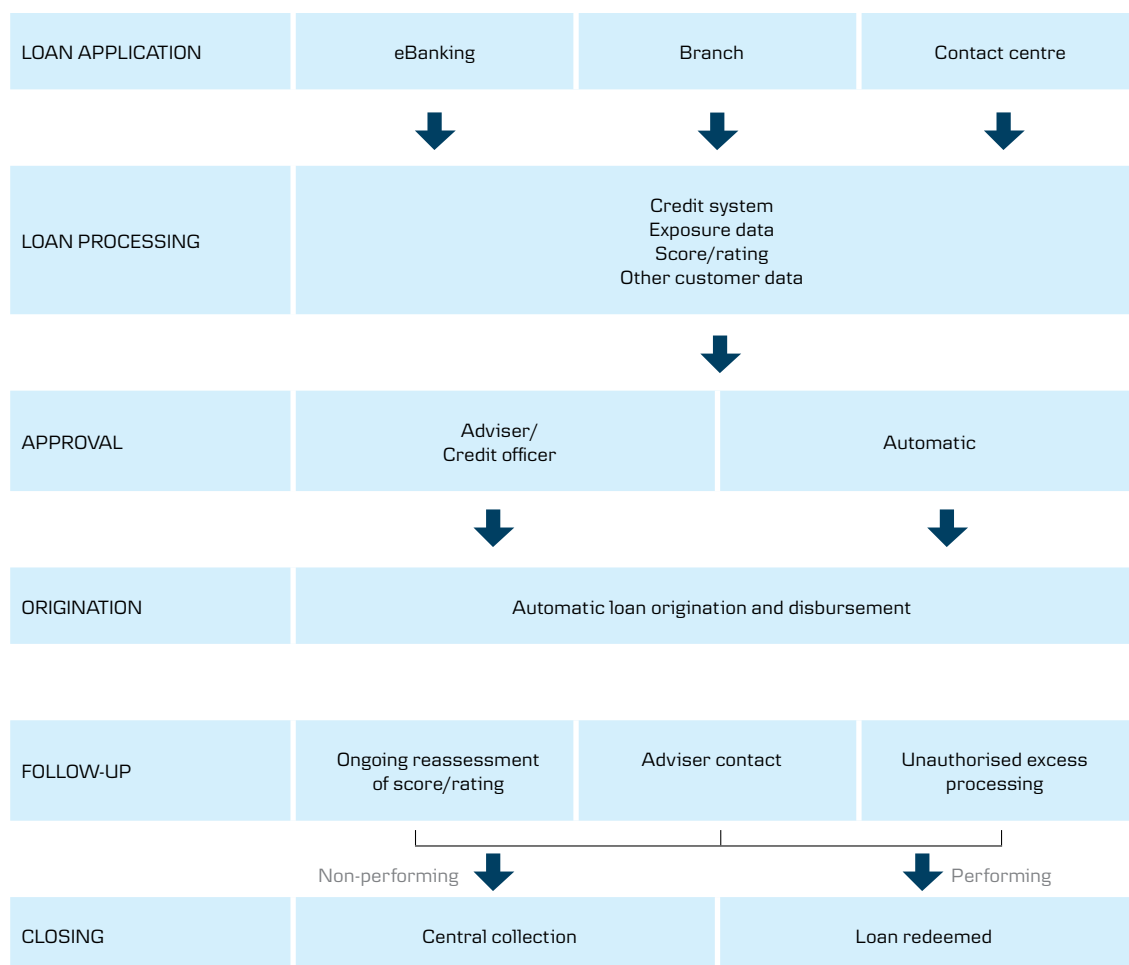 LOAN APPLICATION
eBanking
Branch
Contact centre
LOAN PROCESSING
Credit system
Exposure data
Score/rating
Other customer data
APPROVAL
Adviser/
Credit officer
Automatic
ORIGINATION
Automatic loan origination and disbursement
FOLLOW-UP
Ongoing reassessment
of score/rating
Adviser contact
Unauthorised excess
processing
Non-performing
Performing
CLOSING
Central collection
Loan redeemed